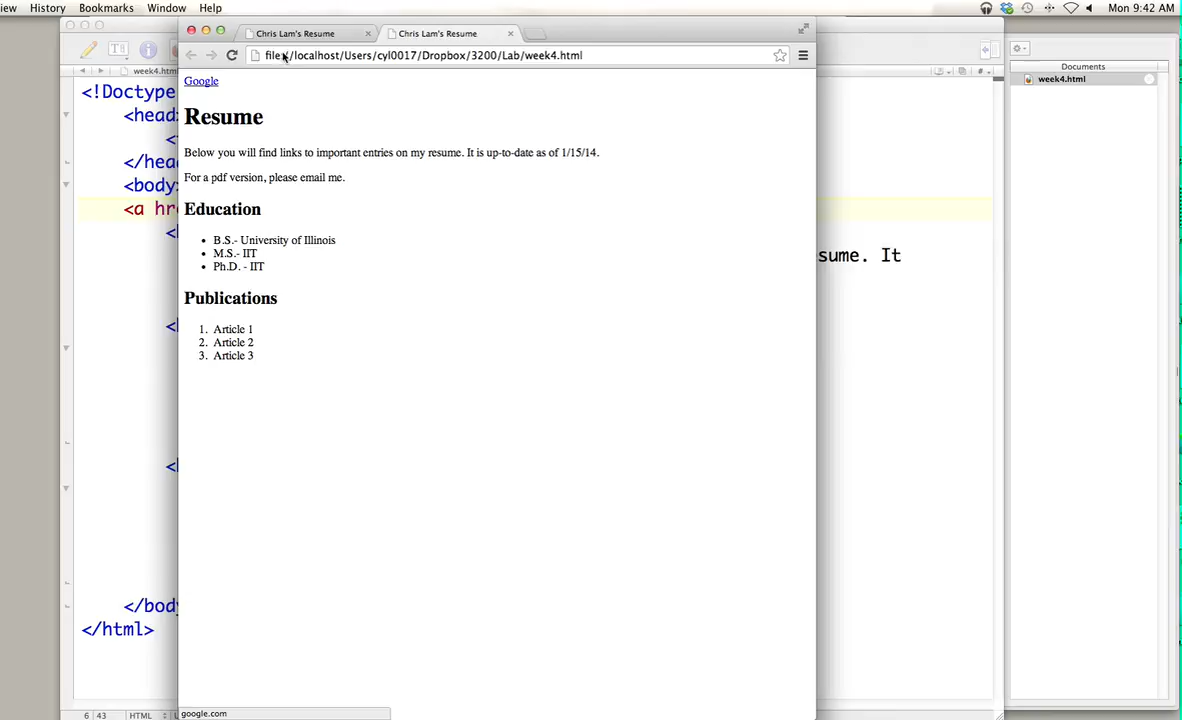 iew History Bookmarks Window Help Mon 9:42 AM
Chris Lam's Resume Chris Lam's Resume
file://localhost/Users/cyl0017/Dropbox/3200/Lab/week4.html
week4.html
Documents
week4.html
<!Doctype
<head>
</head
<body>
<a hre
sume. It
</body
</html>
Google
Resume
Below you will find links to important entries on my resume. It is up-to-date as of 1/15/14.
For a pdf version, please email me.
Education
• B.S.- University of Illinois
• M.S.- IIT
• Ph.D. - IIT
Publications
1. Article 1
2. Article 2
3. Article 3
google.com
6 43 HTML